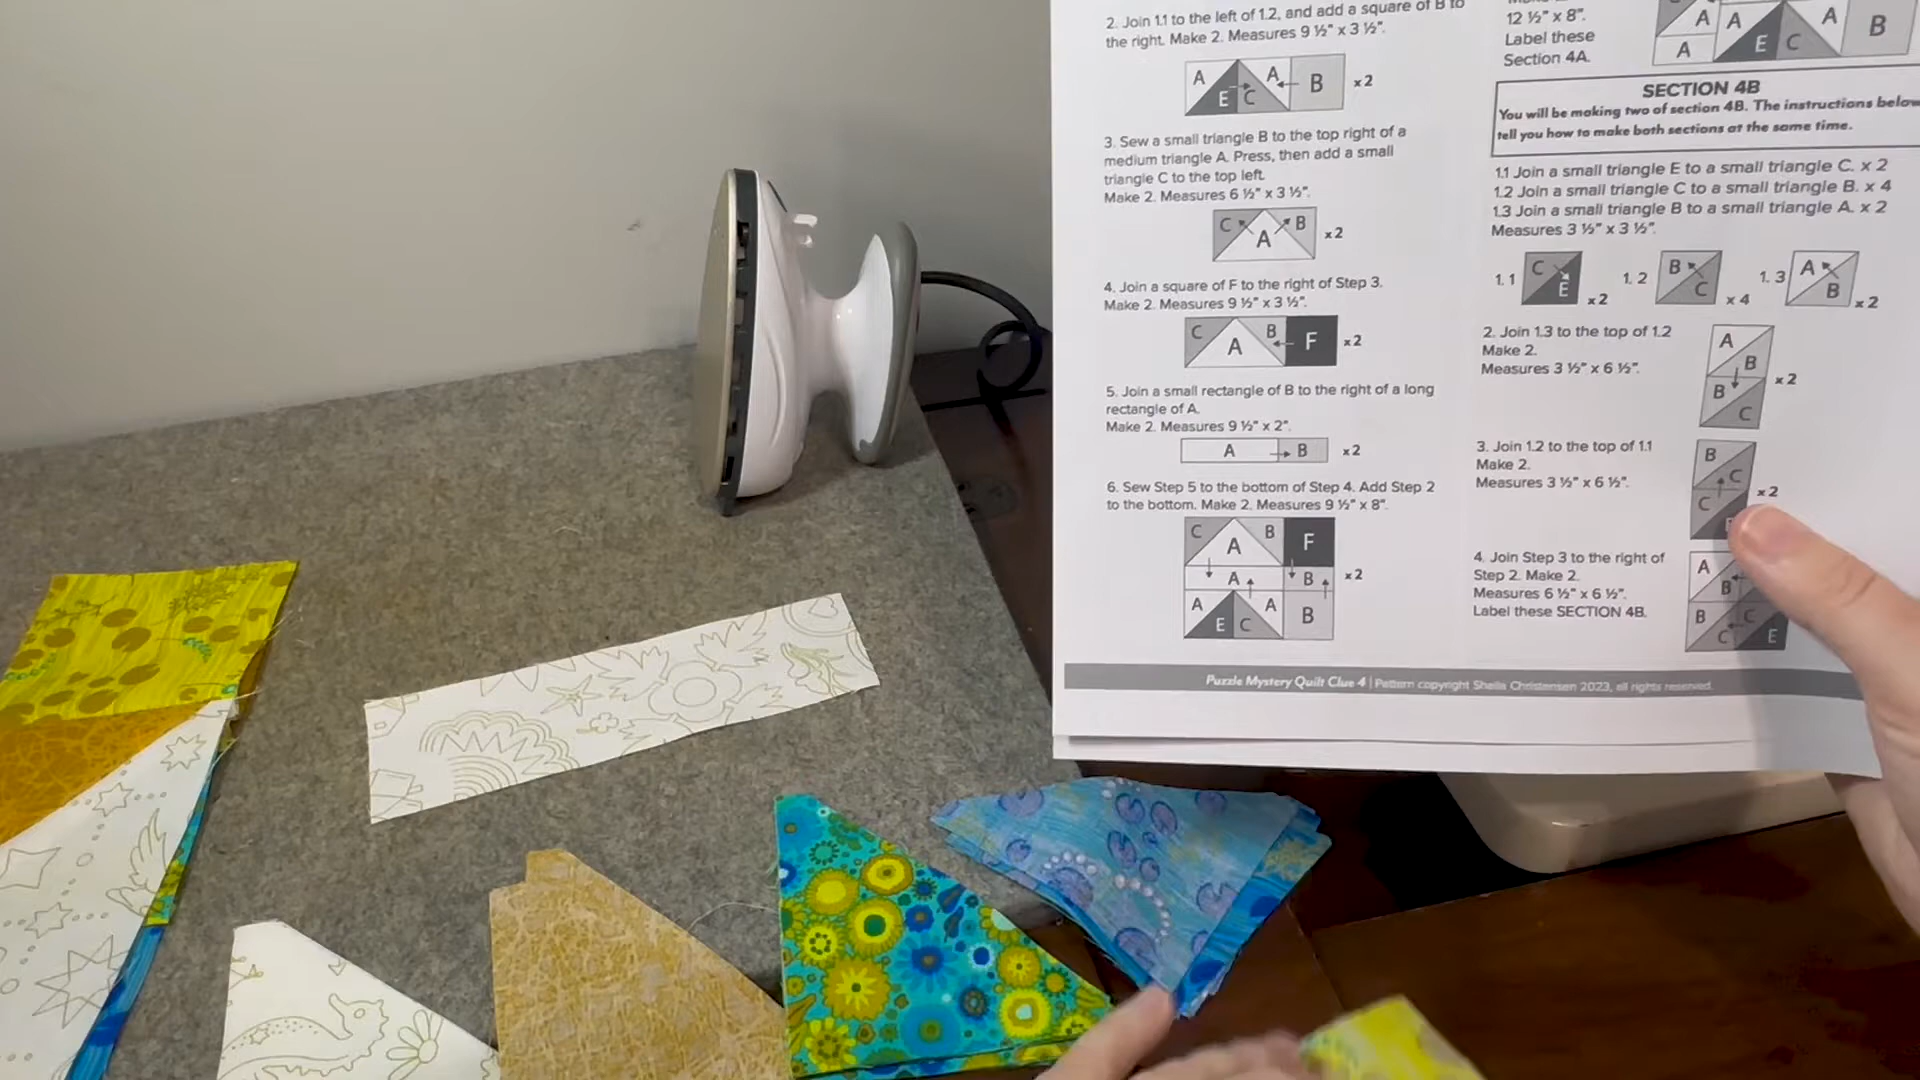 2. Join 1.1 to the left of 1.2, and add a square of B to
the right. Make 2. Measures 9 ½" x 3 ½".
A E C A B x 2
3. Sew a small triangle B to the top right of a
medium triangle A. Press, then add a small
triangle C to the top left.
Make 2. Measures 6 ½" x 3 ½".
C A B x 2
4. Join a square of F to the right of Step 3.
Make 2. Measures 9 ½" x 3 ½".
C A B F x 2
5. Join a small rectangle of B to the right of a long
rectangle of A.
Make 2. Measures 9 ½" x 2".
A B x 2
6. Sew Step 5 to the bottom of Step 4. Add Step 2
to the bottom. Make 2. Measures 9 ½" x 8".
C A B F
A B x 2
A E C A B
12 ½" x 8".
Label these
Section 4A.
A A A B
A E C
SECTION 4B
You will be making two of section 4B. The instructions below
tell you how to make both sections at the same time.
1.1 Join a small triangle E to a small triangle C. x 2
1.2 Join a small triangle C to a small triangle B. x 4
1.3 Join a small triangle B to a small triangle A. x 2
Measures 3 ½" x 3 ½".
1. 1 C E x 2 1. 2 B C x 4 1. 3 A B x 2
2. Join 1.3 to the top of 1.2
Make 2.
Measures 3 ½" x 6 ½".
A B
B C x 2
3. Join 1.2 to the top of 1.1
Make 2.
Measures 3 ½" x 6 ½".
B C
C x 2
4. Join Step 3 to the right of
Step 2. Make 2.
Measures 6 ½" x 6 ½".
Label these SECTION 4B.
A B
B C C E
Puzzle Mystery Quilt Clue 4 | Pattern copyright Sheila Christensen 2023, all rights reserved.